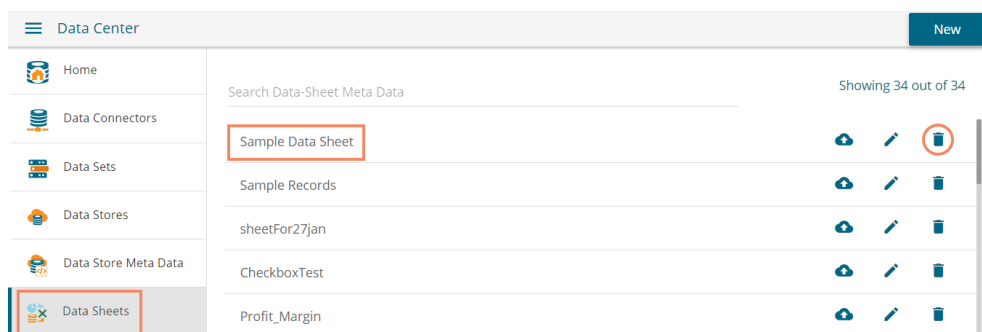 Data Center
New
Home
Data Connectors
Data Sets
Data Stores
Data Store Meta Data
Data Sheets
Search Data-Sheet Meta Data
Showing 34 out of 34
Sample Data Sheet
Sample Records
sheetFor27jan
CheckboxTest
Profit_Margin